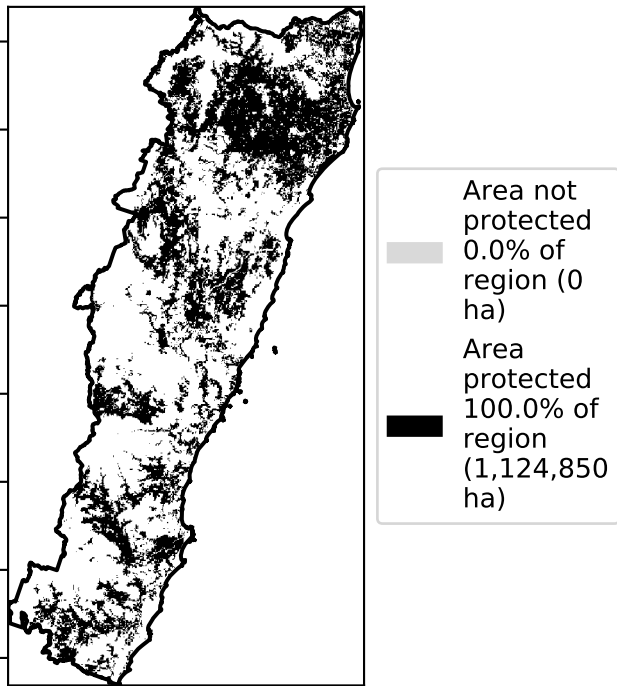 Area not
protected
0.0% of
region (0
ha)
Area
protected
100.0% of
region
(1,124,850
ha)